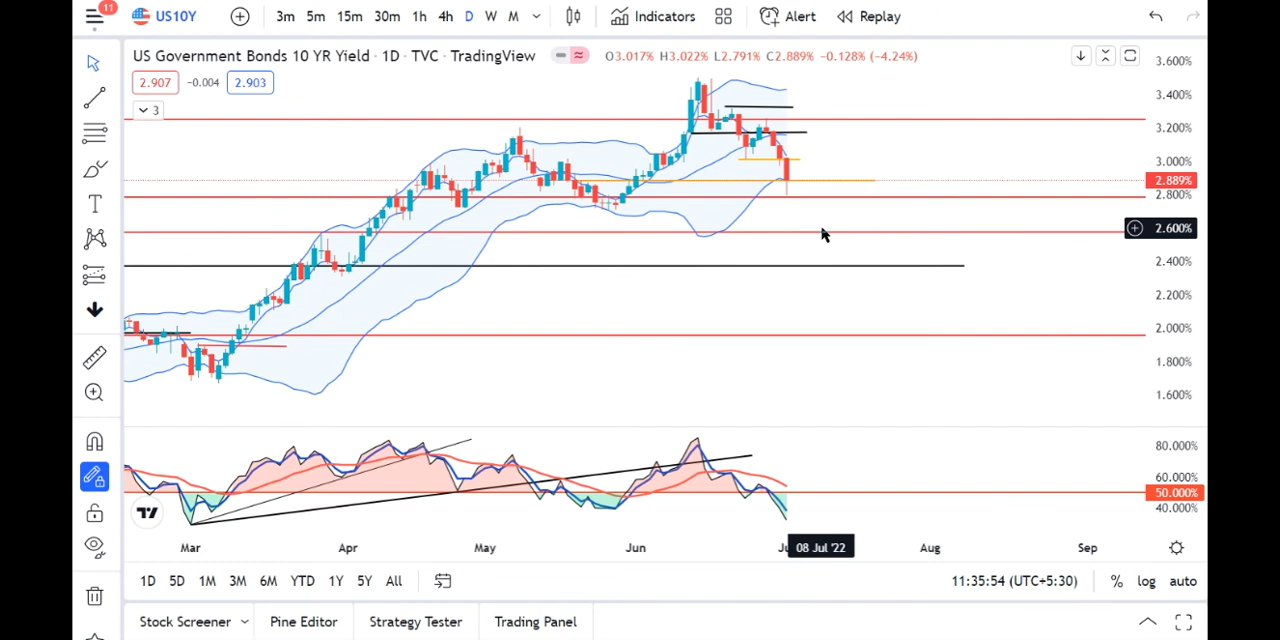 11
US10Y
3m 5m 15m 30m 1h 4h D W M
Indicators
Alert
Replay
US Government Bonds 10 YR Yield · 1D · TVC · TradingView
O3.017% H3.022% L2.791% C2.889% −0.128% (−4.24%)
2.907 −0.004 2.903
3
3.600%
3.400%
3.200%
3.000%
2.889%
2.800%
2.600%
2.400%
2.200%
2.000%
1.800%
1.600%
80.000%
60.000%
50.000%
40.000%
Mar Apr May Jun 08 Jul '22 Aug Sep
1D 5D 1M 3M 6M YTD 1Y 5Y All
11:35:54 (UTC+5:30) % log auto
Stock Screener Pine Editor Strategy Tester Trading Panel